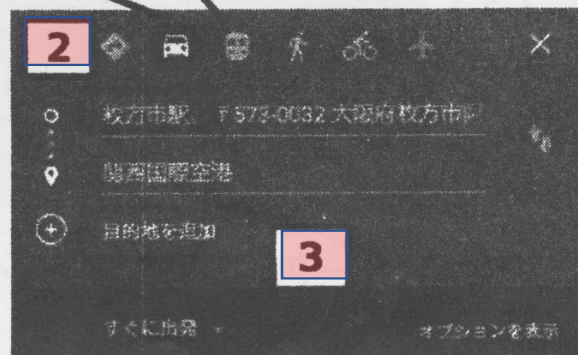 2
枚方市駅、 〒573-0032 大阪府枚方市
関西国際空港
目的地を追加
3
すぐに出発
オプションを表示